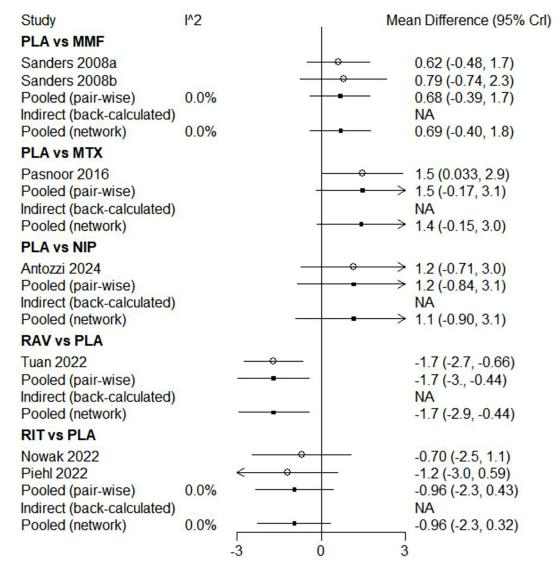 Study I^2 Mean Difference (95% CrI)
PLA vs MMF
Sanders 2008a 0.62 (-0.48, 1.7)
Sanders 2008b 0.79 (-0.74, 2.3)
Pooled (pair-wise) 0.0% 0.68 (-0.39, 1.7)
Indirect (back-calculated) NA
Pooled (network) 0.0% 0.69 (-0.40, 1.8)
PLA vs MTX
Pasnoor 2016 1.5 (0.033, 2.9)
Pooled (pair-wise) 1.5 (-0.17, 3.1)
Indirect (back-calculated) NA
Pooled (network) 1.4 (-0.15, 3.0)
PLA vs NIP
Antozzi 2024 1.2 (-0.71, 3.0)
Pooled (pair-wise) 1.2 (-0.84, 3.1)
Indirect (back-calculated) NA
Pooled (network) 1.1 (-0.90, 3.1)
RAV vs PLA
Tuan 2022 -1.7 (-2.7, -0.66)
Pooled (pair-wise) -1.7 (-3., -0.44)
Indirect (back-calculated) NA
Pooled (network) -1.7 (-2.9, -0.44)
RIT vs PLA
Nowak 2022 -0.70 (-2.5, 1.1)
Piehl 2022 -1.2 (-3.0, 0.59)
Pooled (pair-wise) 0.0% -0.96 (-2.3, 0.43)
Indirect (back-calculated) NA
Pooled (network) 0.0% -0.96 (-2.3, 0.32)
-3 0 3